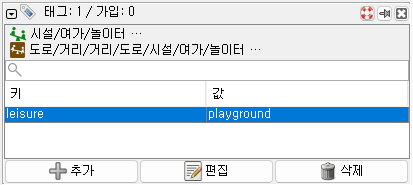 태그: 1 / 가입: 0
시설/여가/놀이터 ⋯
도로/거리/거리/도로/시설/여가/놀이터 ⋯
키 값
leisure playground
추가 편집 삭제